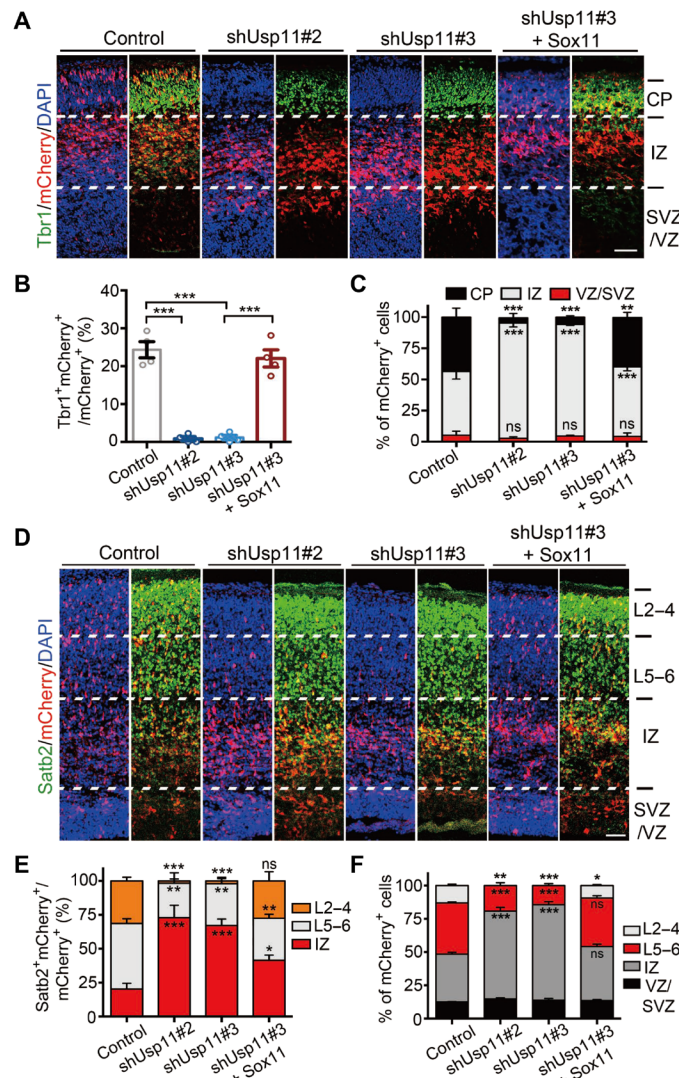 A
Control
shUsp11#2
shUsp11#3
shUsp11#3
+ Sox11
Tbr1/mCherry/DAPI
CP
IZ
SVZ
/VZ
B
Tbr1+mCherry+
/mCherry+ (%)
40
30
20
10
0
***
***
***
Control
shUsp11#2
shUsp11#3
shUsp11#3
+ Sox11
C
CP IZ VZ/SVZ
% of mCherry+ cells
100
75
50
25
0
*** *** **
*** *** ***
ns ns ns
Control
shUsp11#2
shUsp11#3
shUsp11#3
+ Sox11
D
Control
shUsp11#2
shUsp11#3
shUsp11#3
+ Sox11
Satb2/mCherry/DAPI
L2–4
L5–6
IZ
SVZ
/VZ
E
Satb2+mCherry+/
mCherry+ (%)
100
75
50
25
0
*** *** ns
** ** **
*** *** *
L2–4
L5–6
IZ
Control
shUsp11#2
shUsp11#3
shUsp11#3
+ Sox11
F
% of mCherry+ cells
100
75
50
25
0
** *** *
*** *** ns
*** *** ns
L2–4
L5–6
IZ
VZ/
SVZ
Control
shUsp11#2
shUsp11#3
shUsp11#3
+ Sox11